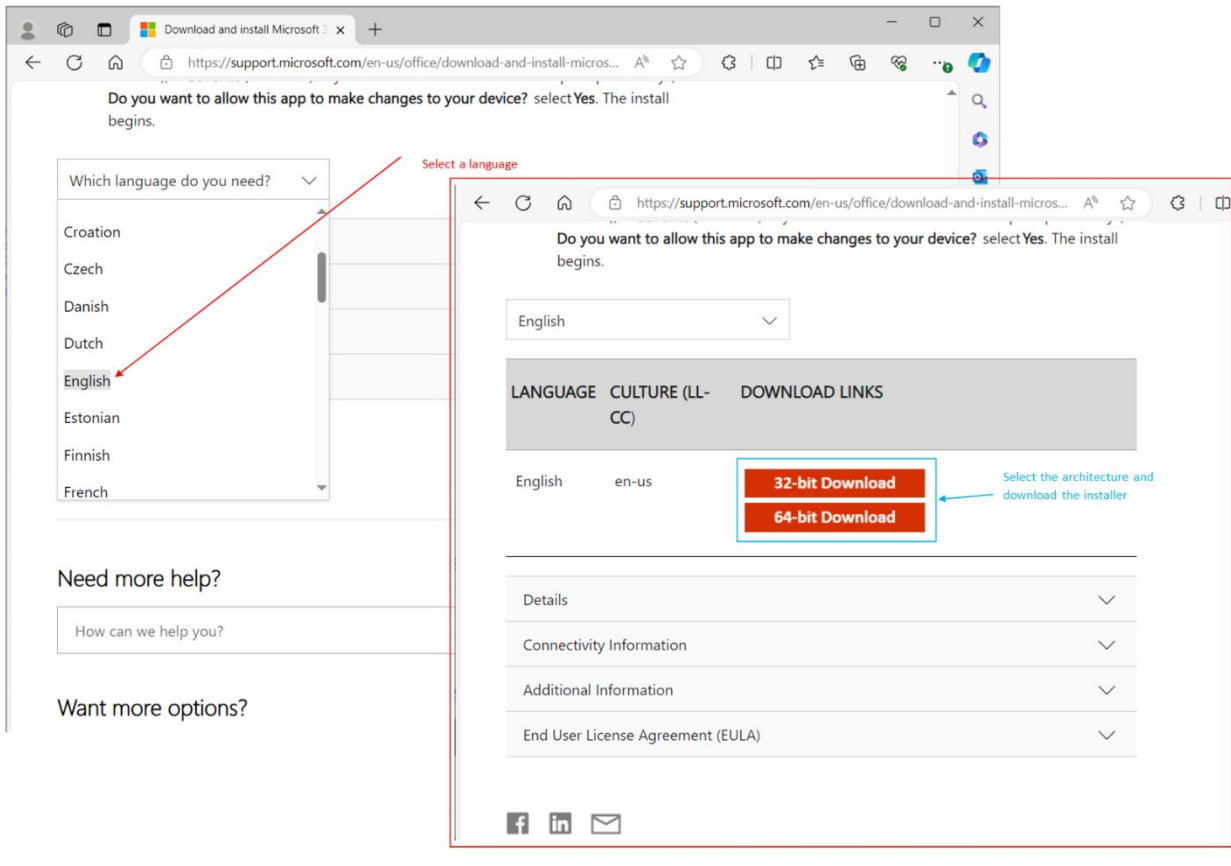 Download and install Microsoft 3
https://support.microsoft.com/en-us/office/download-and-install-micros...
Do you want to allow this app to make changes to your device? select Yes. The install
begins.
Select a language
Which language do you need?
Croation
Czech
Danish
Dutch
English
Estonian
Finnish
French
Need more help?
How can we help you?
Want more options?
https://support.microsoft.com/en-us/office/download-and-install-micros...
Do you want to allow this app to make changes to your device? select Yes. The install
begins.
English
LANGUAGE CULTURE (LL-CC) DOWNLOAD LINKS
English en-us 32-bit Download
64-bit Download
Select the architecture and
download the installer
Details
Connectivity Information
Additional Information
End User License Agreement (EULA)